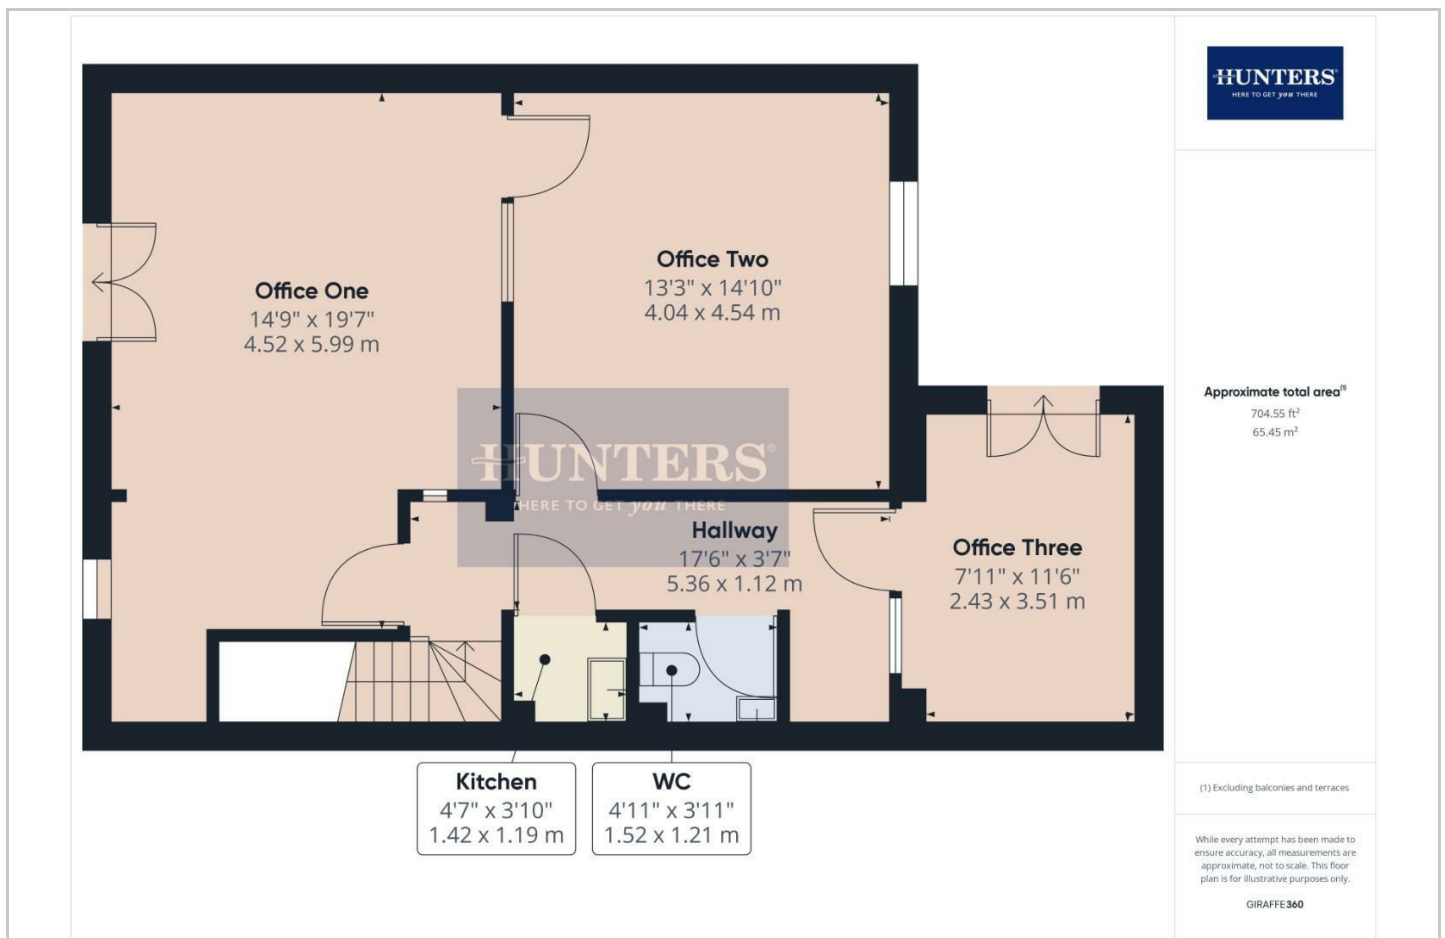 Office One
14'9" x 19'7"
4.52 x 5.99 m
Office Two
13'3" x 14'10"
4.04 x 4.54 m
HUNTERS®
HERE TO GET you THERE
Hallway
17'6" x 3'7"
5.36 x 1.12 m
Office Three
7'11" x 11'6"
2.43 x 3.51 m
Kitchen
4'7" x 3'10"
1.42 x 1.19 m
WC
4'11" x 3'11"
1.52 x 1.21 m
HUNTERS®
HERE TO GET you THERE
Approximate total area(1)
704.55 ft²
65.45 m²
(1) Excluding balconies and terraces
While every attempt has been made to
ensure accuracy, all measurements are
approximate, not to scale. This floor
plan is for illustrative purposes only.
GIRAFFE360